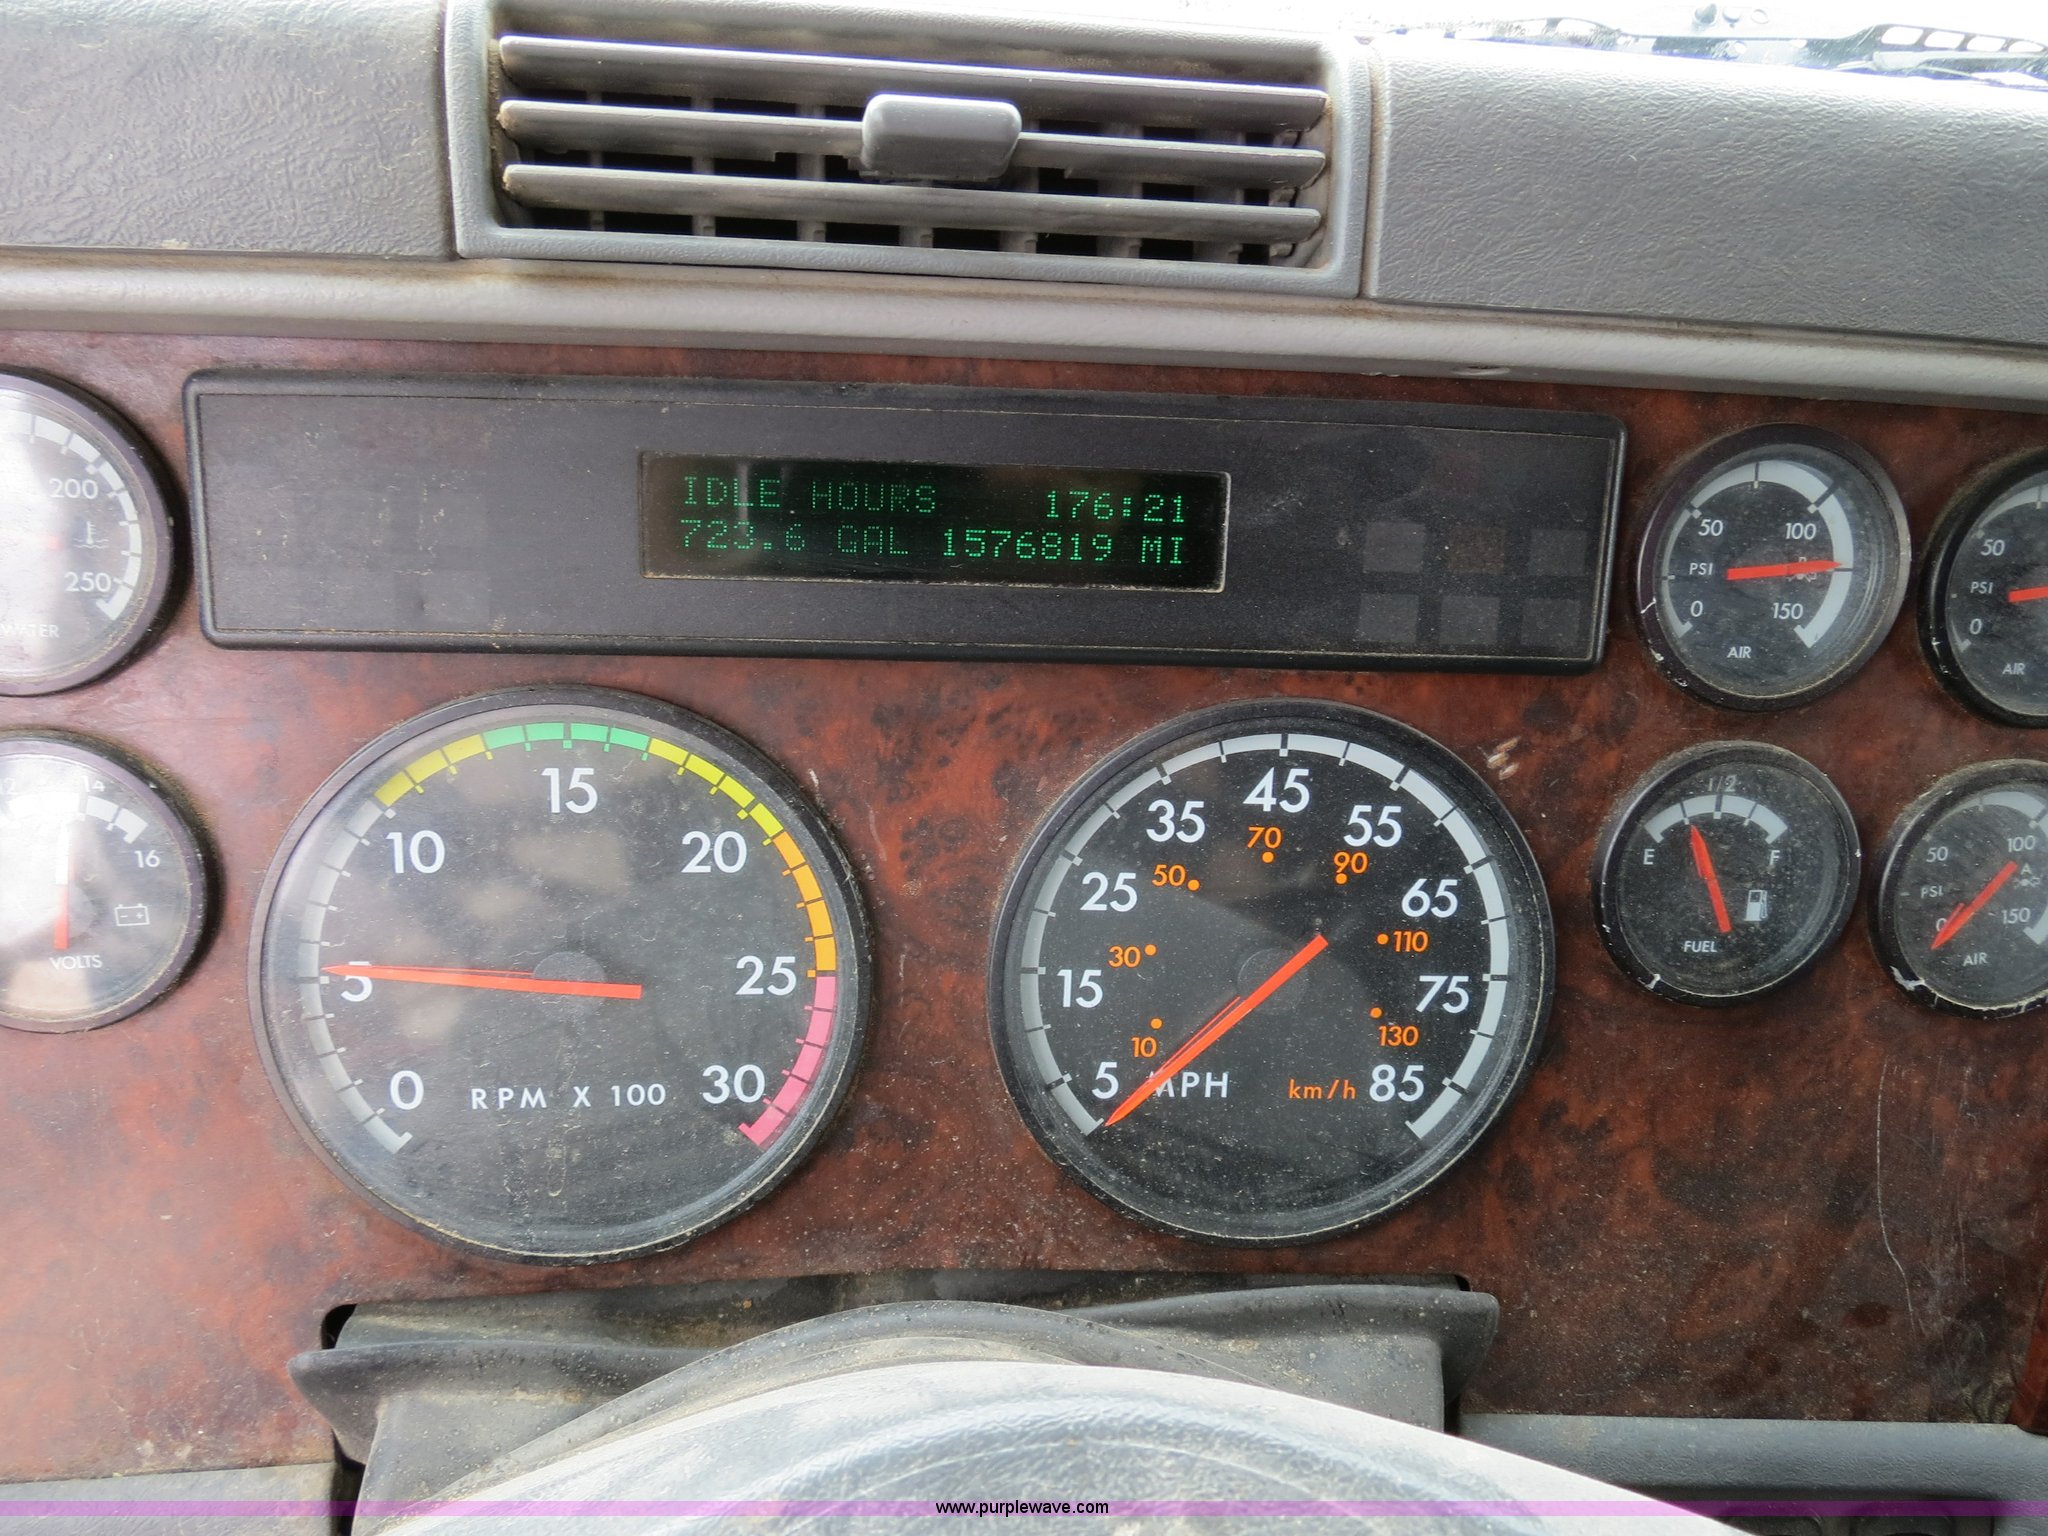 IDLE HOURS 176:21
723.6 GAL 1576819 MI
200
250
WATER
50
100
PSI
0
150
AIR
50
PSI
0
AIR
12
14
16
VOLTS
15
10
20
5
25
0
30
RPM X 100
45
35
55
25
65
15
75
5
85
MPH
km/h
70
50
90
30
110
10
130
1/2
E
F
FUEL
50
100
A
PSI
0
150
AIR
www.purplewave.com